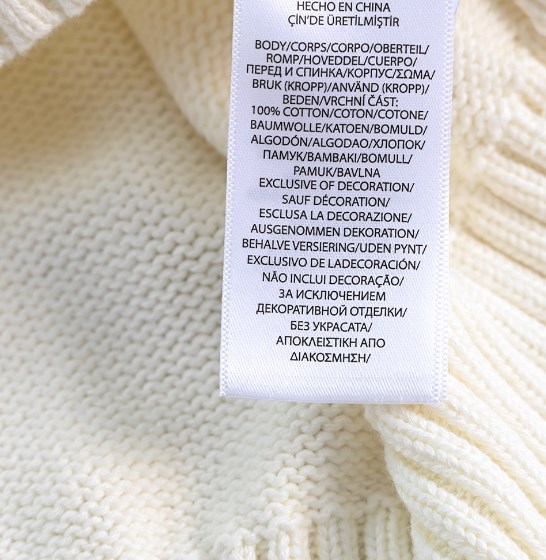 HECHO EN CHINA
ÇİN'DE ÜRETİLMİŞTİR
BODY/CORPS/CORPO/OBERTEIL/
ROMP/HOVEDDEL/CUERPO/
ПЕРЕД И СПИНКА/КОРПУС/ΣΩΜΑ/
BRUK (KROPP)/ANVÄND (KROPP)/
BEDEN/VRCHNÍ ČÁST:
100% COTTON/COTON/COTONE/
BAUMWOLLE/KATOEN/BOMULD/
ALGODÓN/ALGODAO/ХЛОПОК/
ПАМУК/BAMBAKI/BOMULL/
PAMUK/BAVLNA
EXCLUSIVE OF DECORATION/
SAUF DÉCORATION/
ESCLUSA LA DECORAZIONE/
AUSGENOMMEN DEKORATION/
BEHALVE VERSIERING/UDEN PYNT/
EXCLUSIVO DE LADECORACIÓN/
NÃO INCLUI DECORAÇÃO/
ЗА ИСКЛЮЧЕНИЕМ
ДЕКОРАТИВНОЙ ОТДЕЛКИ/
БЕЗ УКРАСАТА/
ΑΠΟΚΛΕΙΣΤΙΚΗ ΑΠΟ
ΔΙΑΚΟΣΜΗΣΗ/